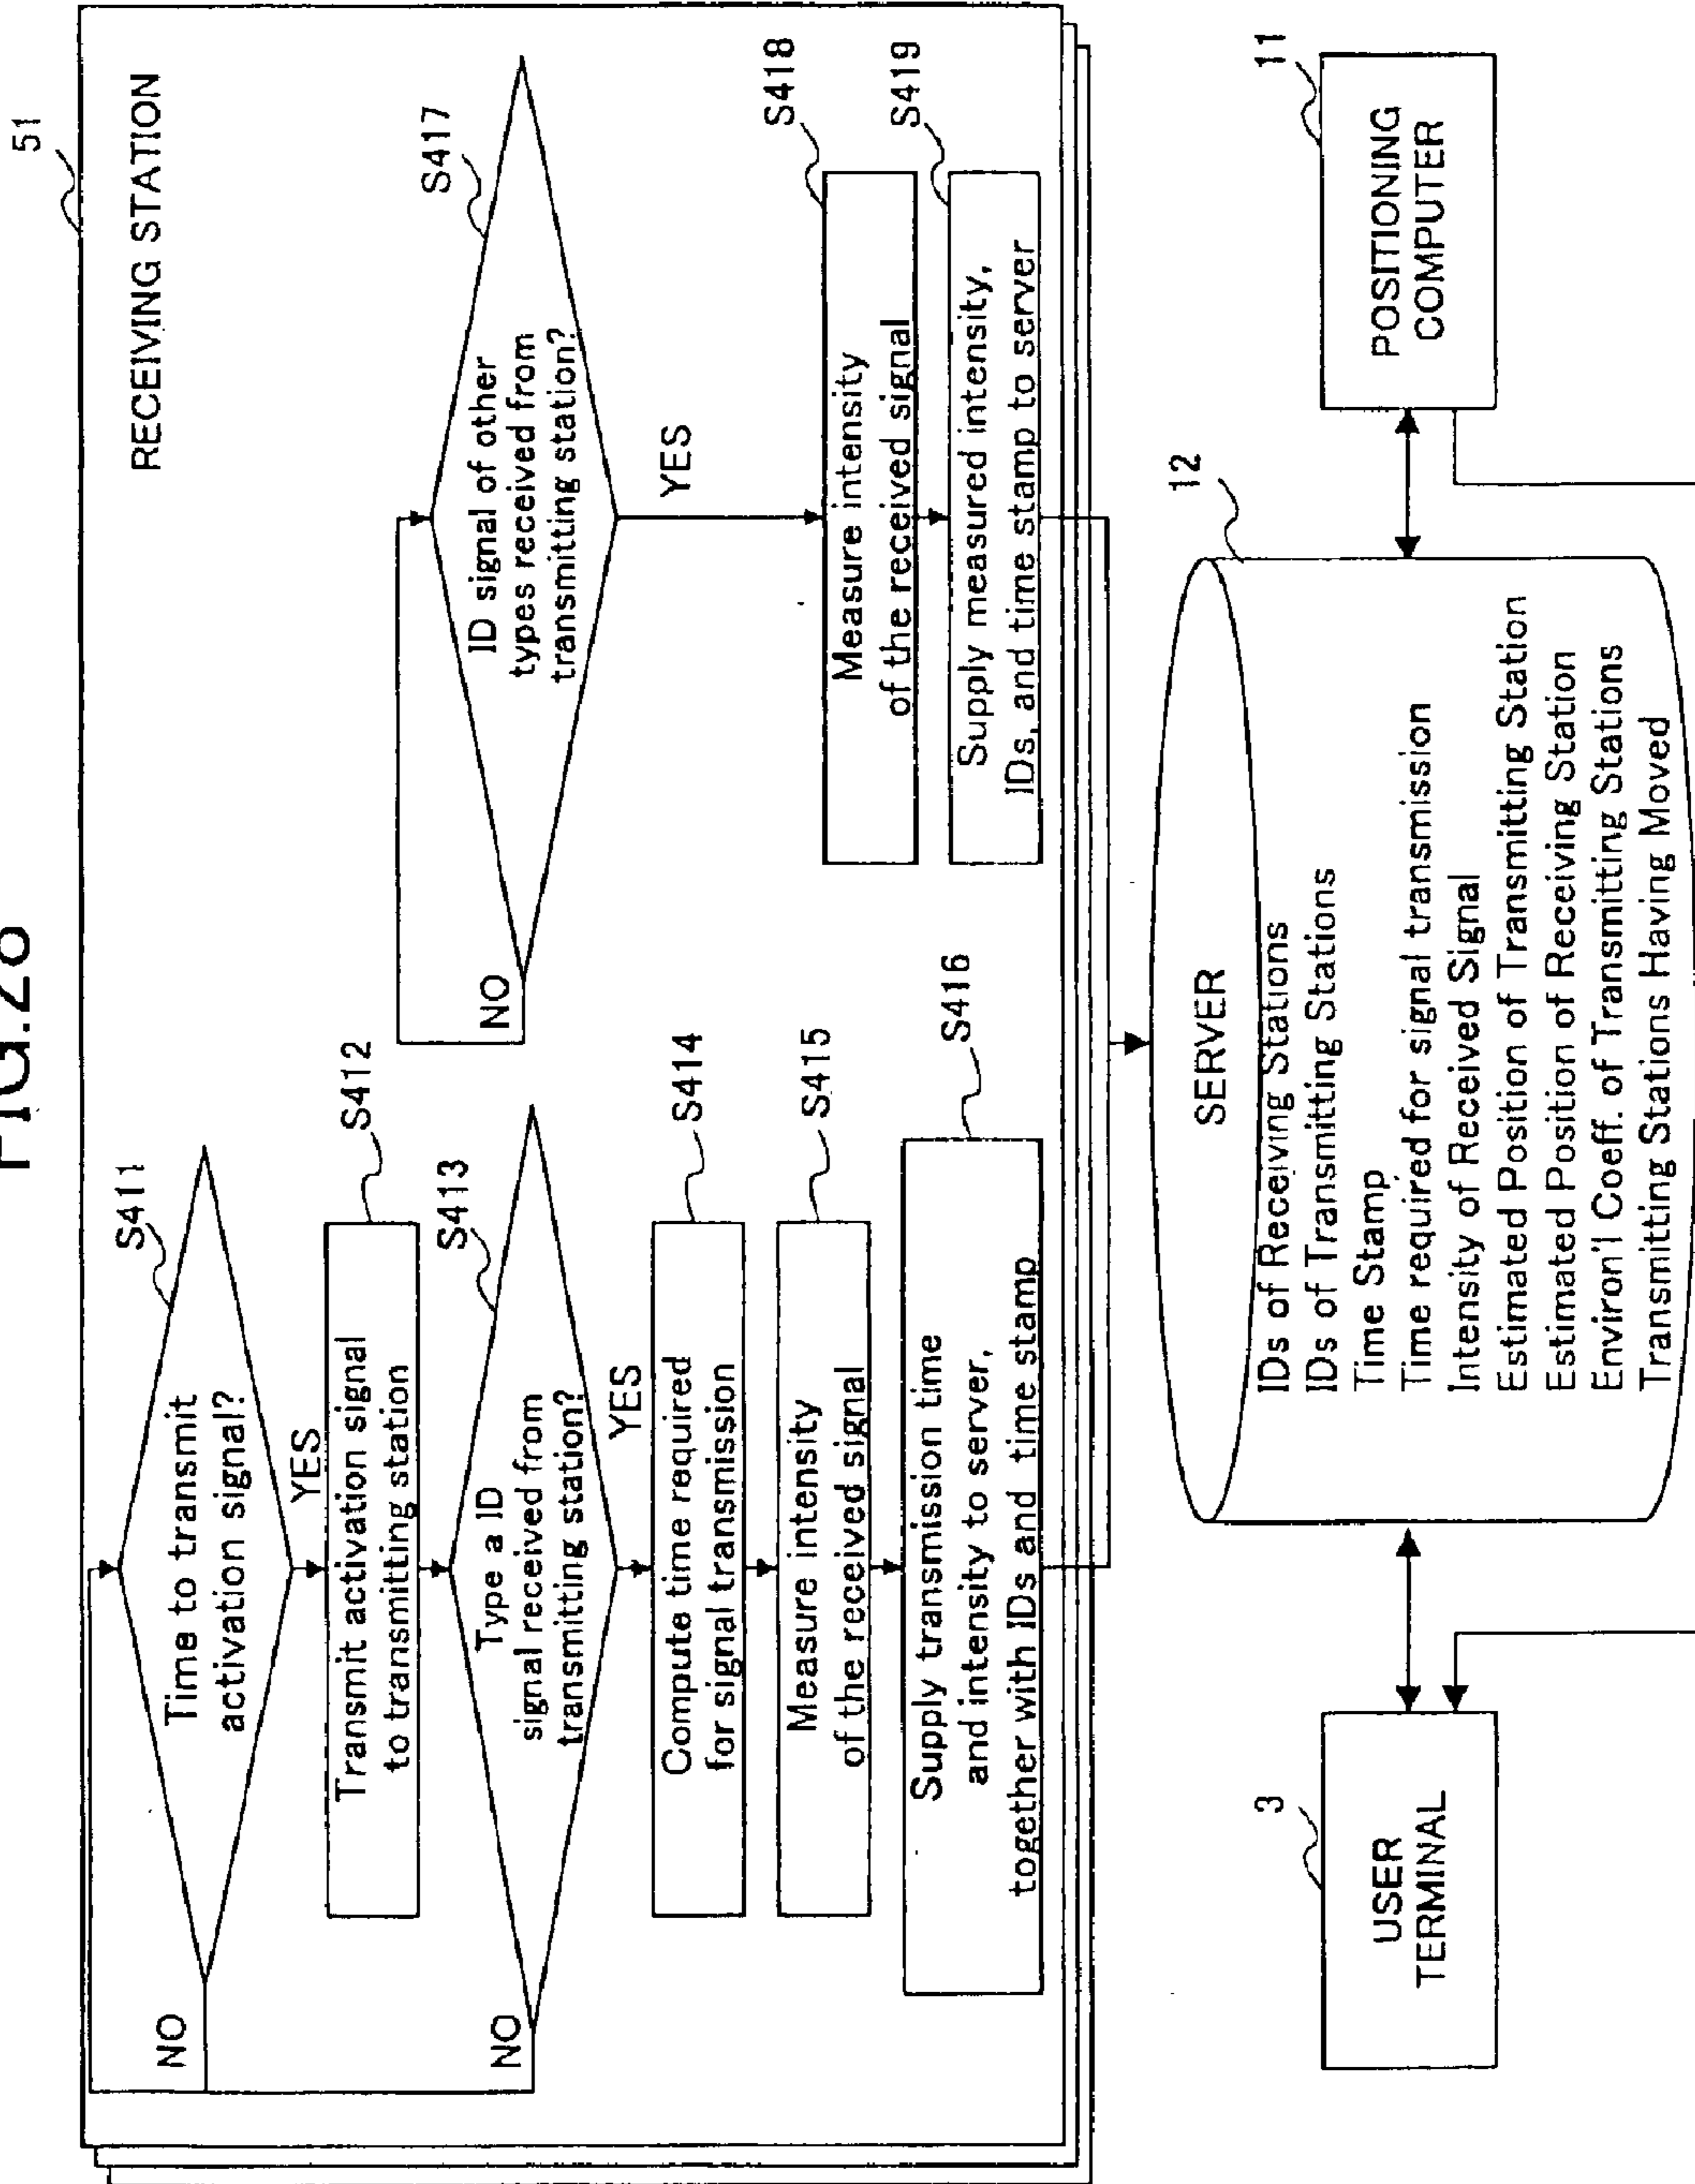 FIG.28
51
RECEIVING STATION
S411
Time to transmit
activation signal?
NO
YES
S412
Transmit activation signal
to transmitting station
S413
Type a ID
signal received from
transmitting station?
NO
YES
S414
Compute time required
for signal transmission
S415
Measure intensity
of the received signal
S416
Supply transmission time
and intensity to server,
together with IDs and time stamp
S417
ID signal of other
types received from
transmitting station?
NO
YES
S418
Measure intensity
of the received signal
S419
Supply measured intensity,
IDs, and time stamp to server
3
USER
TERMINAL
12
SERVER
IDs of Receiving Stations
IDs of Transmitting Stations
Time Stamp
Time required for signal transmission
Intensity of Received Signal
Estimated Position of Transmitting Station
Estimated Position of Receiving Station
Environ'l Coeff. of Transmitting Stations
Transmitting Stations Having Moved
11
POSITIONING
COMPUTER